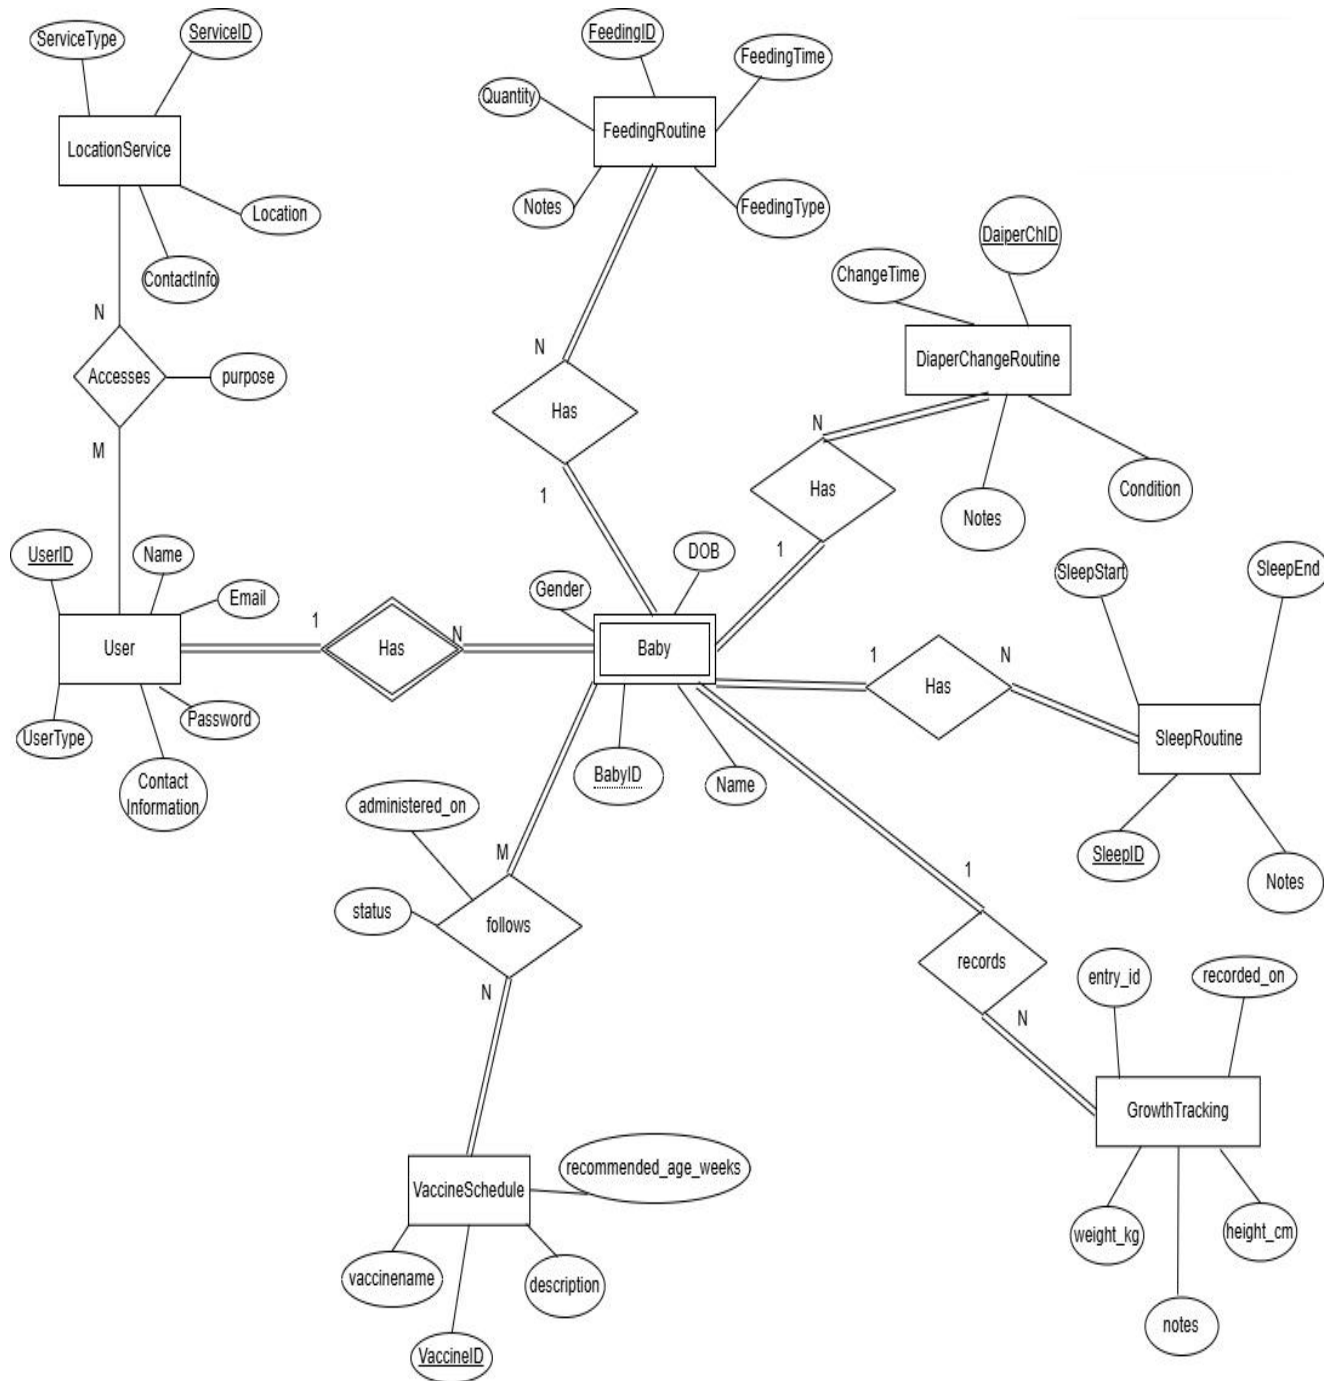 ServiceType
ServiceID
LocationService
Location
ContactInfo
N
Accesses
purpose
M
UserID
Name
Email
User
UserType
Password
Contact
Information
1
Has
N
FeedingID
FeedingTime
Quantity
FeedingRoutine
Notes
FeedingType
N
Has
1
DaiperChID
ChangeTime
DiaperChangeRoutine
N
Has
1
Notes
Condition
DOB
Gender
Baby
BabyID
Name
1
Has
N
SleepStart
SleepEnd
SleepRoutine
SleepID
Notes
administered_on
status
M
follows
N
VaccineSchedule
recommended_age_weeks
vaccinename
description
VaccineID
1
records
N
entry_id
recorded_on
GrowthTracking
weight_kg
height_cm
notes